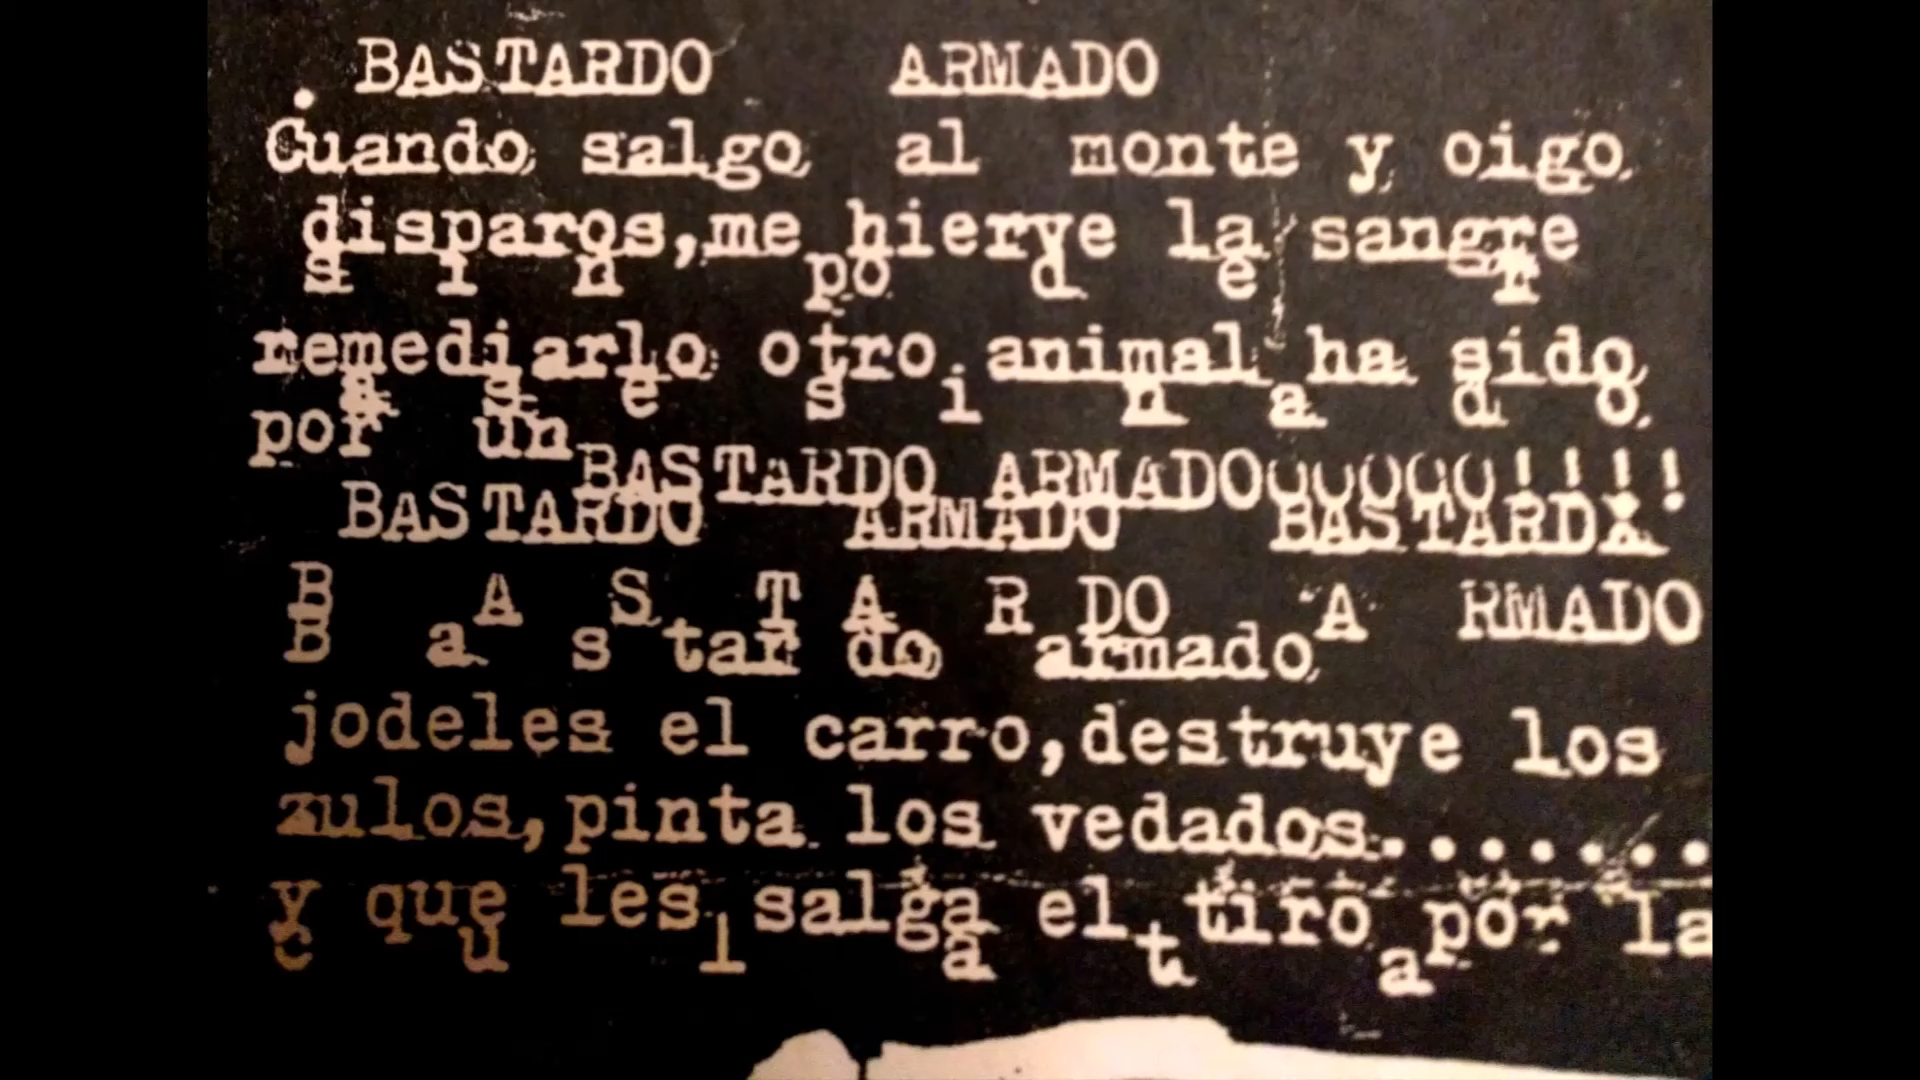 BASTARDO ARMADO
Cuando salgo al monte y oigo
disparos,me hierve la sangre
s i n po d e r
remediarlo otro animal ha sido
a s e s i n a d o
por un
BASTARDO ARMADOOOOOO!!!!
BASTARDO ARMADO BASTARDX
B A S T A R DO A RMADO
B a s tar do armado
jodeles el carro,destruye los
zulos,pinta los vedados.......
y que les salga el tiro por la
c u l a t a